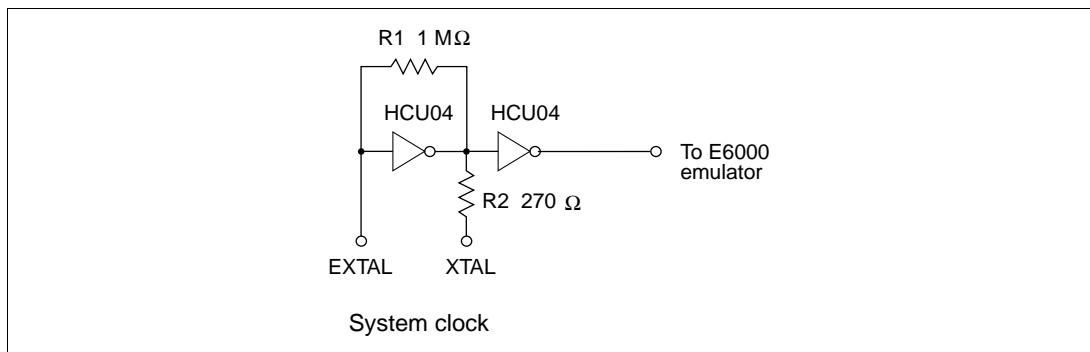 R1 1 MΩ
HCU04 HCU04
To E6000
emulator
R2 270 Ω
EXTAL XTAL
System clock